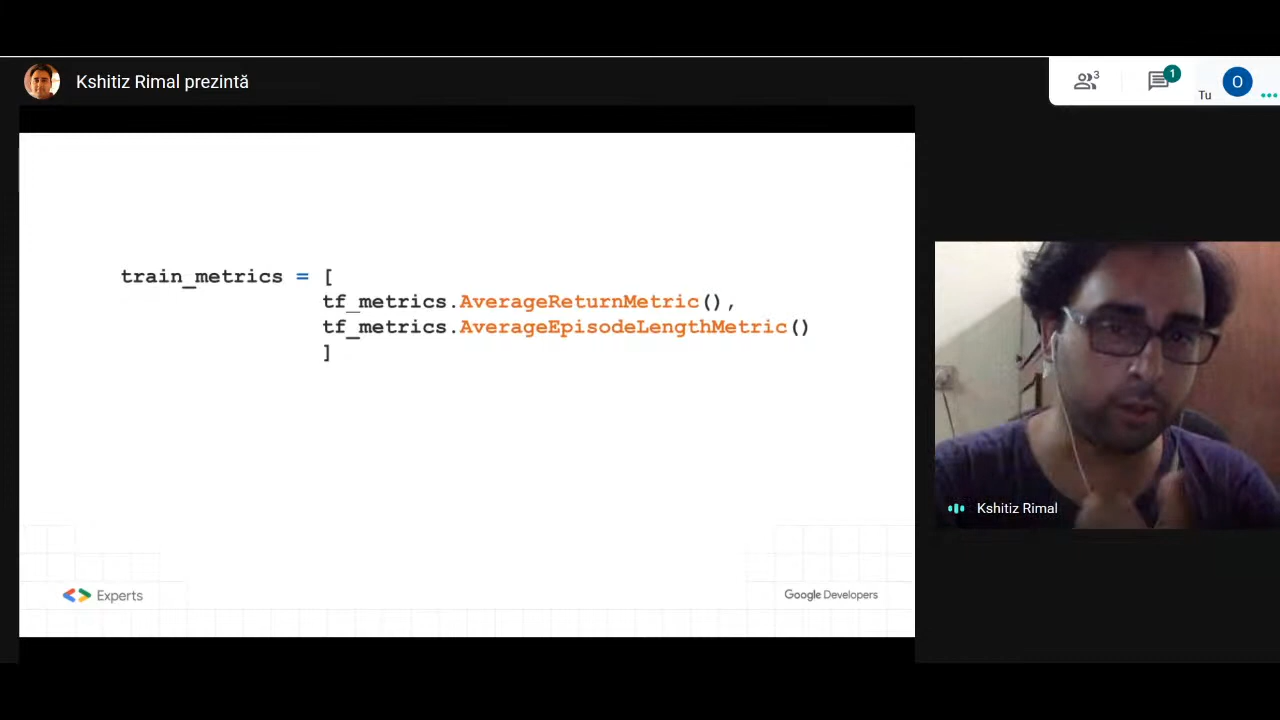 Kshitiz Rimal prezintă
3
1
Tu
O
train_metrics = [
tf_metrics.AverageReturnMetric(),
tf_metrics.AverageEpisodeLengthMetric()
]
Kshitiz Rimal
Experts
Google Developers